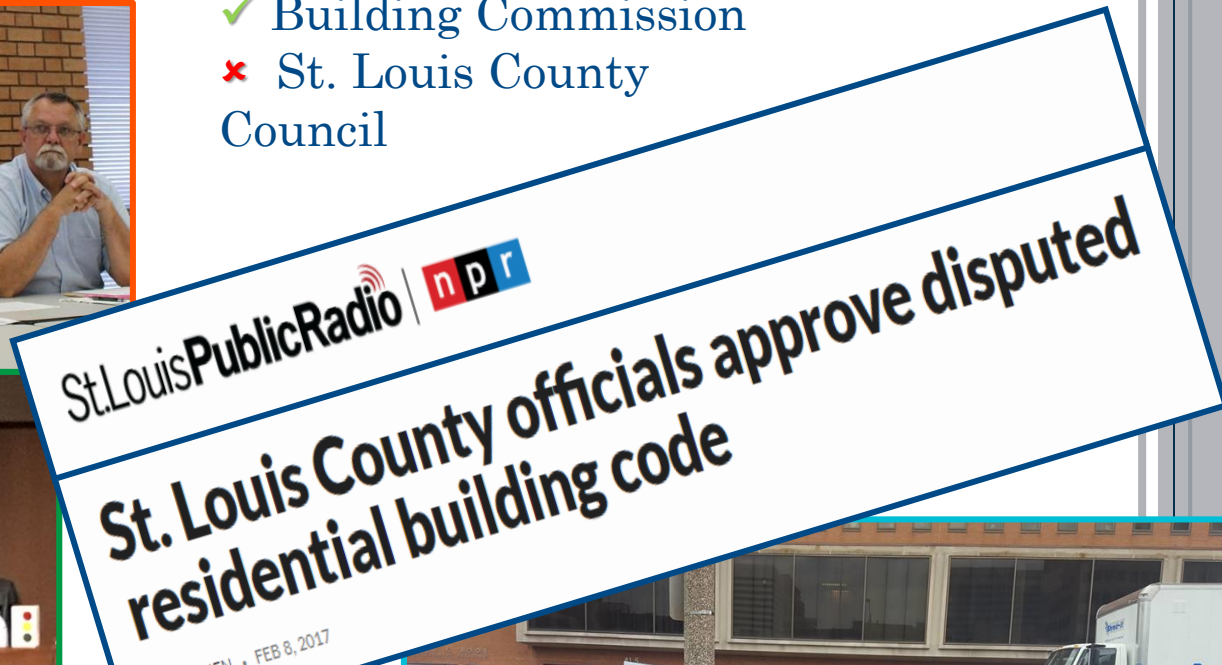 ✓ Building Commission
✘ St. Louis County
Council
St.LouisPublicRadio | npr
St. Louis County officials approve disputed
residential building code
FEB 8, 2017